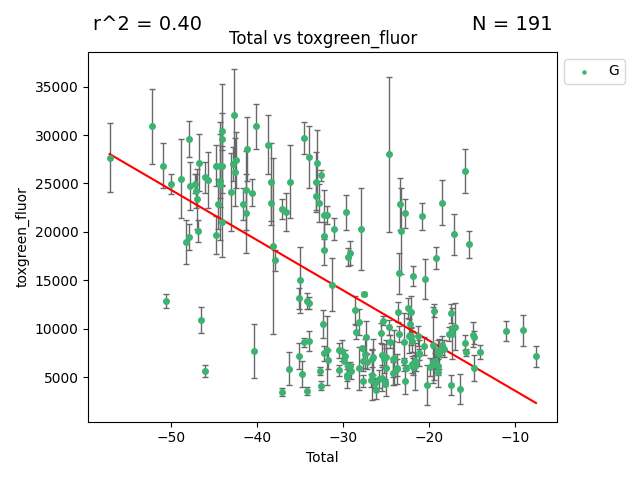 r^2 = 0.40
N = 191
Total vs toxgreen_fluor
G
35000
30000
25000
20000
15000
10000
5000
toxgreen_fluor
−50
−40
−30
−20
−10
Total